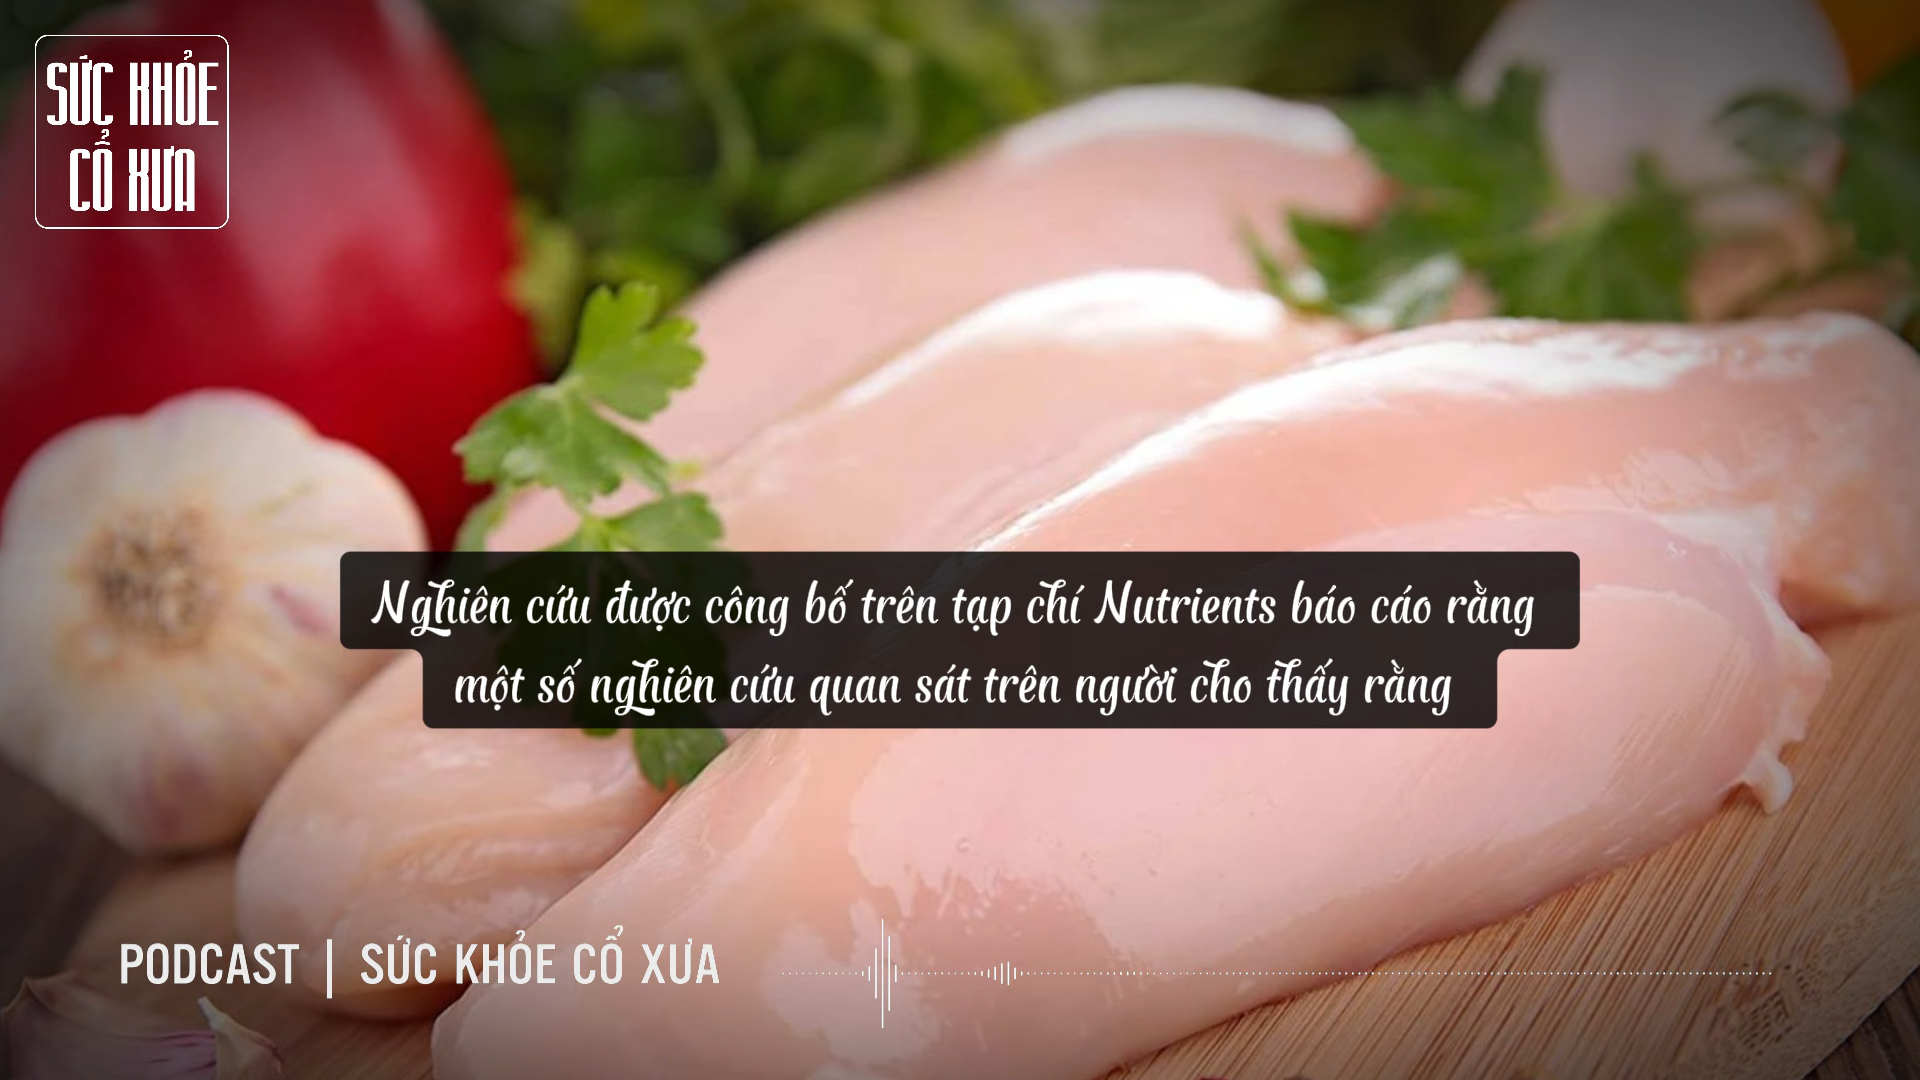 SỨC KHỎE
CỔ XƯA
Nghiên cứu được công bố trên tạp chí Nutrients báo cáo rằng
một số nghiên cứu quan sát trên người cho thấy rằng
PODCAST | SỨC KHỎE CỔ XƯA